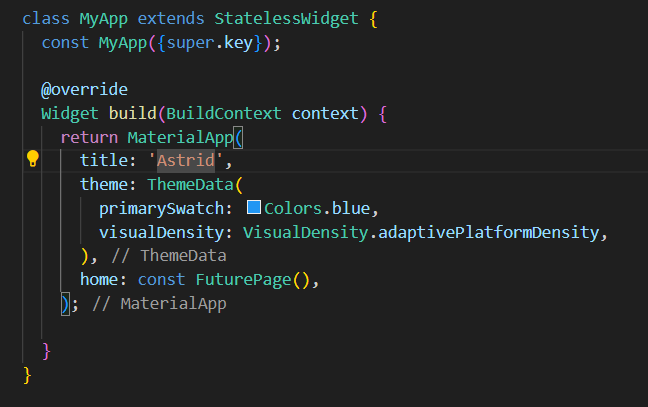 class MyApp extends StatelessWidget {
  const MyApp({super.key});

  @override
  Widget build(BuildContext context) {
    return MaterialApp(
      title: 'Astrid',
      theme: ThemeData(
        primarySwatch: Colors.blue,
        visualDensity: VisualDensity.adaptivePlatformDensity,
      ), // ThemeData
      home: const FuturePage(),
    ); // MaterialApp

  }
}